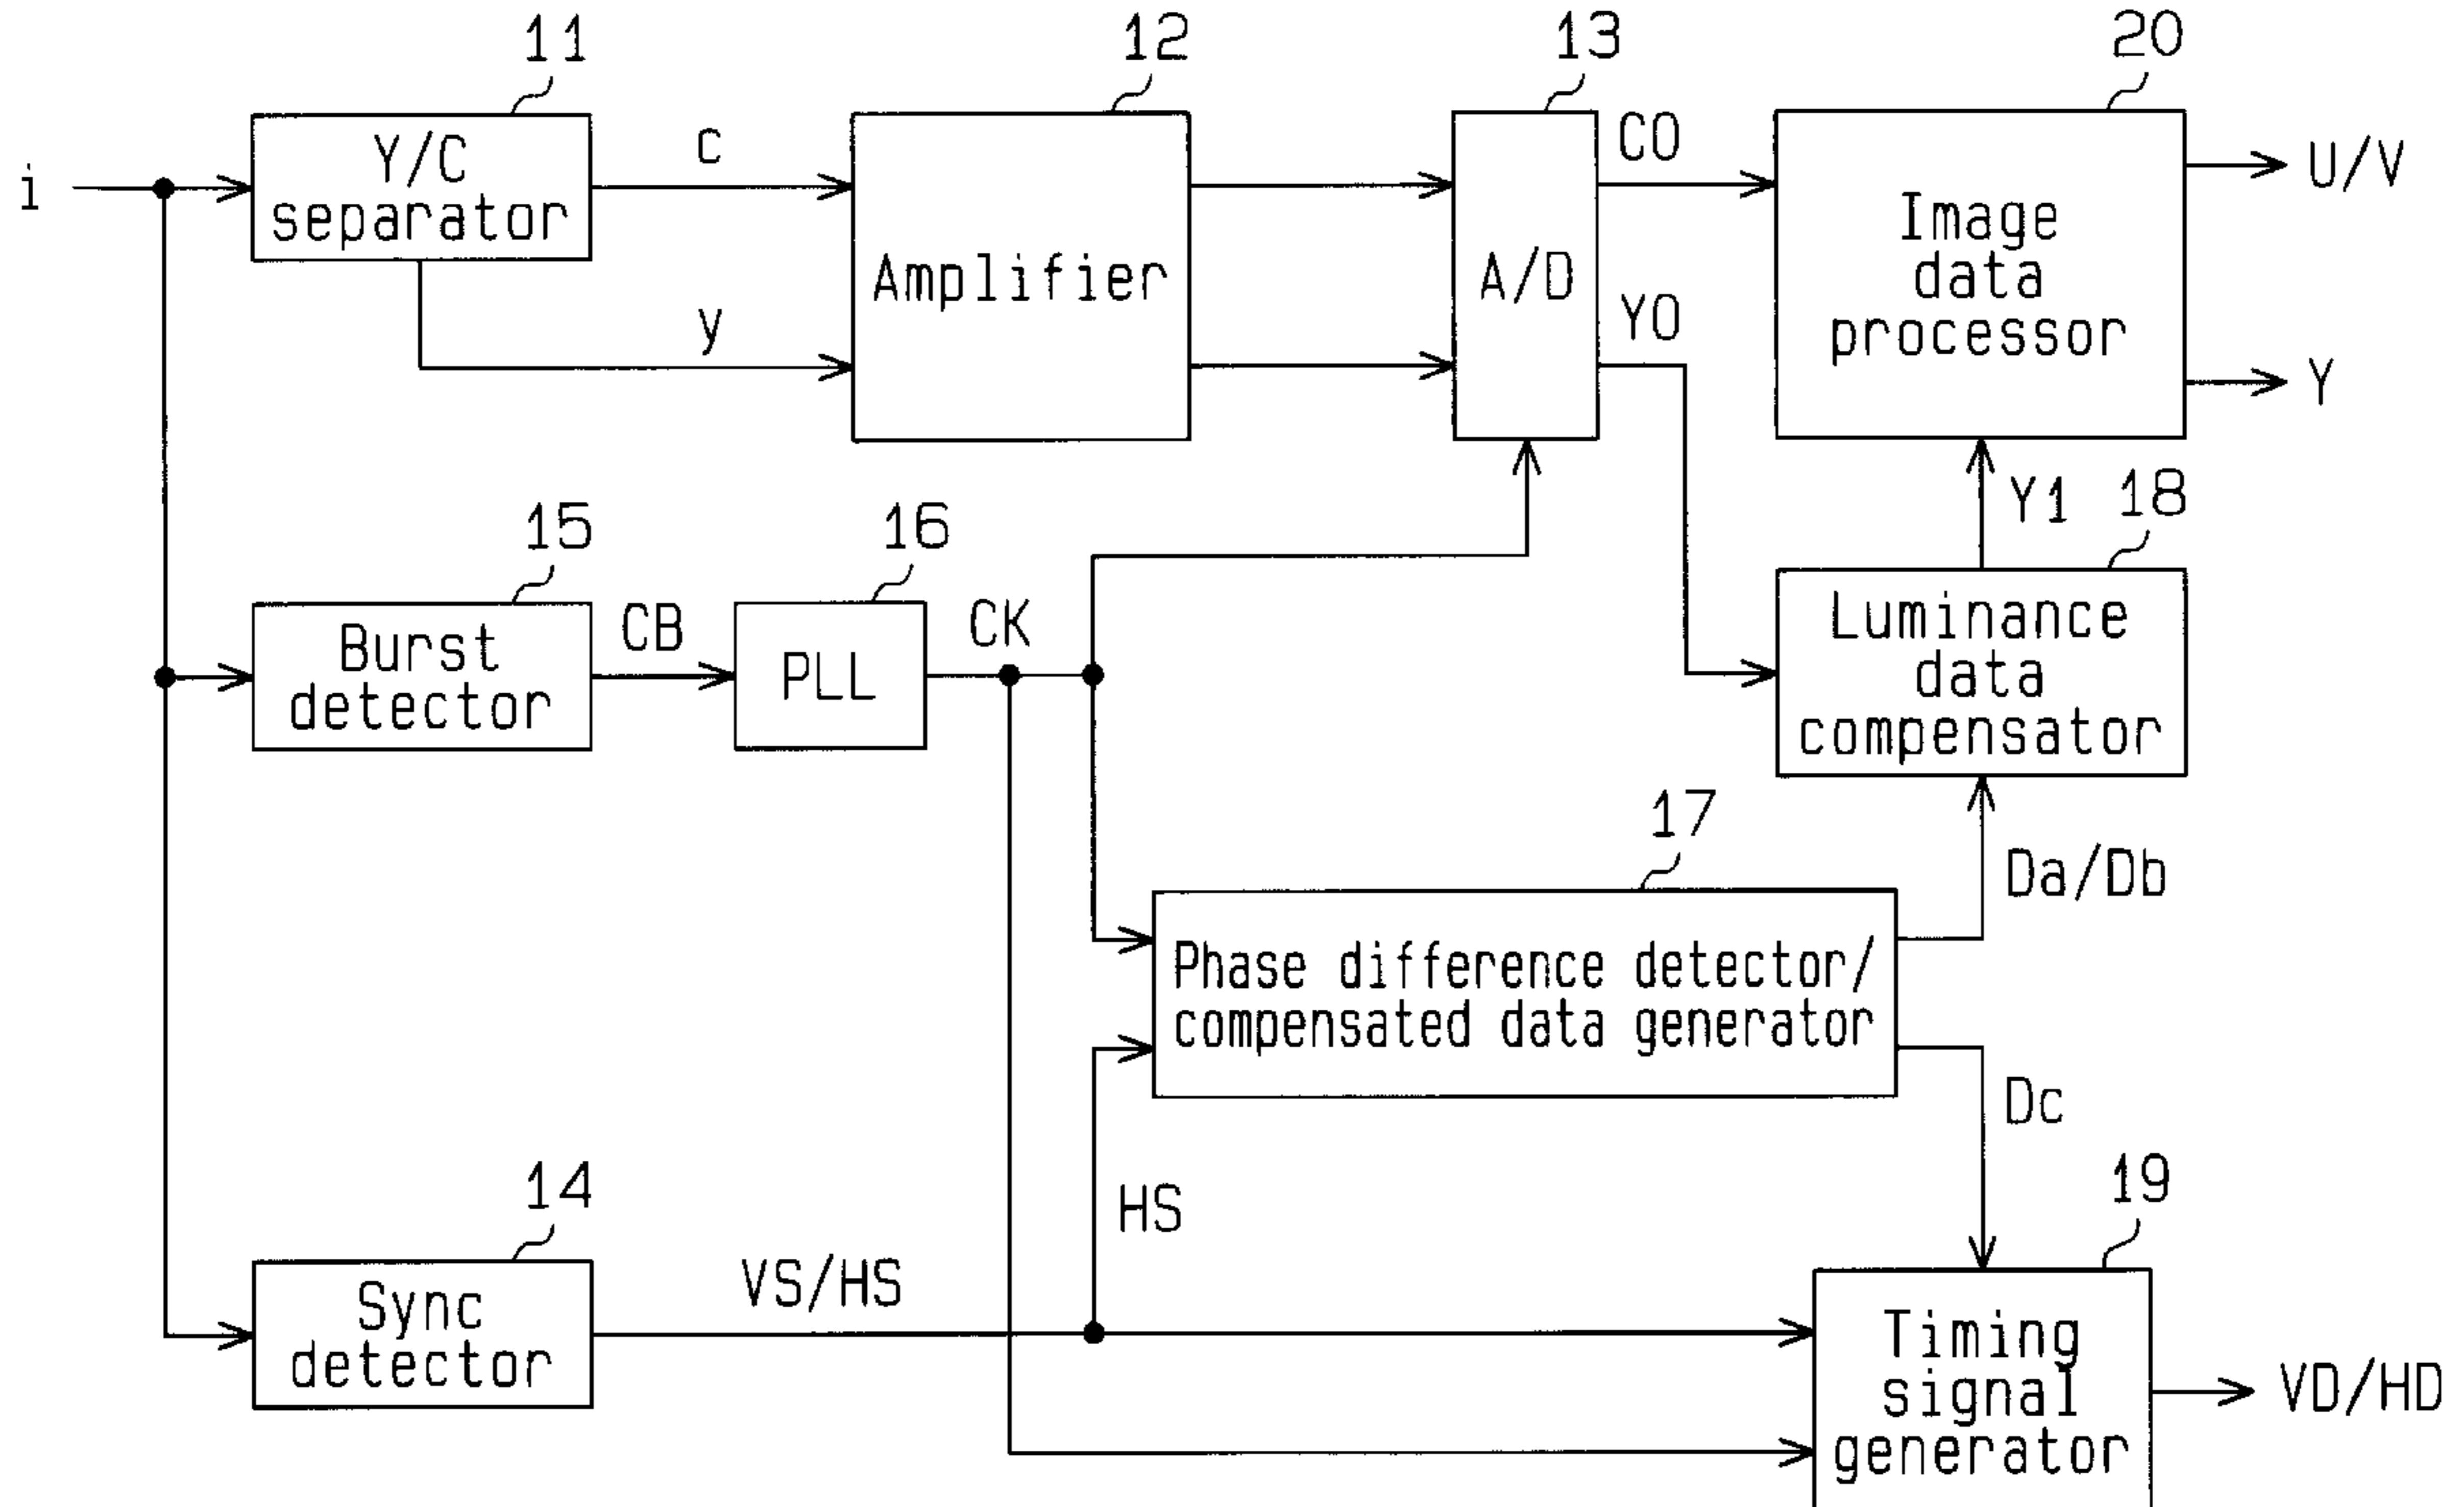 11
12
13
20
i
Y/C
separator
c
y
Amplifier
A/D
C0
Y0
Image
data
processor
U/V
Y
15
16
Y1
18
Burst
detector
CB
PLL
CK
Luminance
data
compensator
17
Da/Db
Phase difference detector/
compensated data generator
Dc
14
HS
19
Sync
detector
VS/HS
Timing
signal
generator
VD/HD